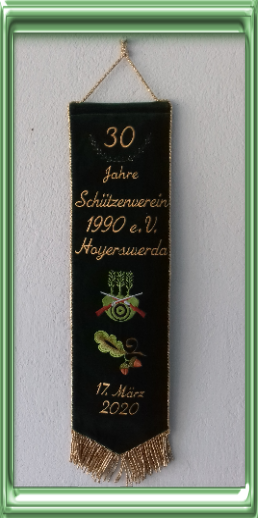 30
Jahre
Schützenverein
1990 e.V.
Hoyerswerda
17. März
2020